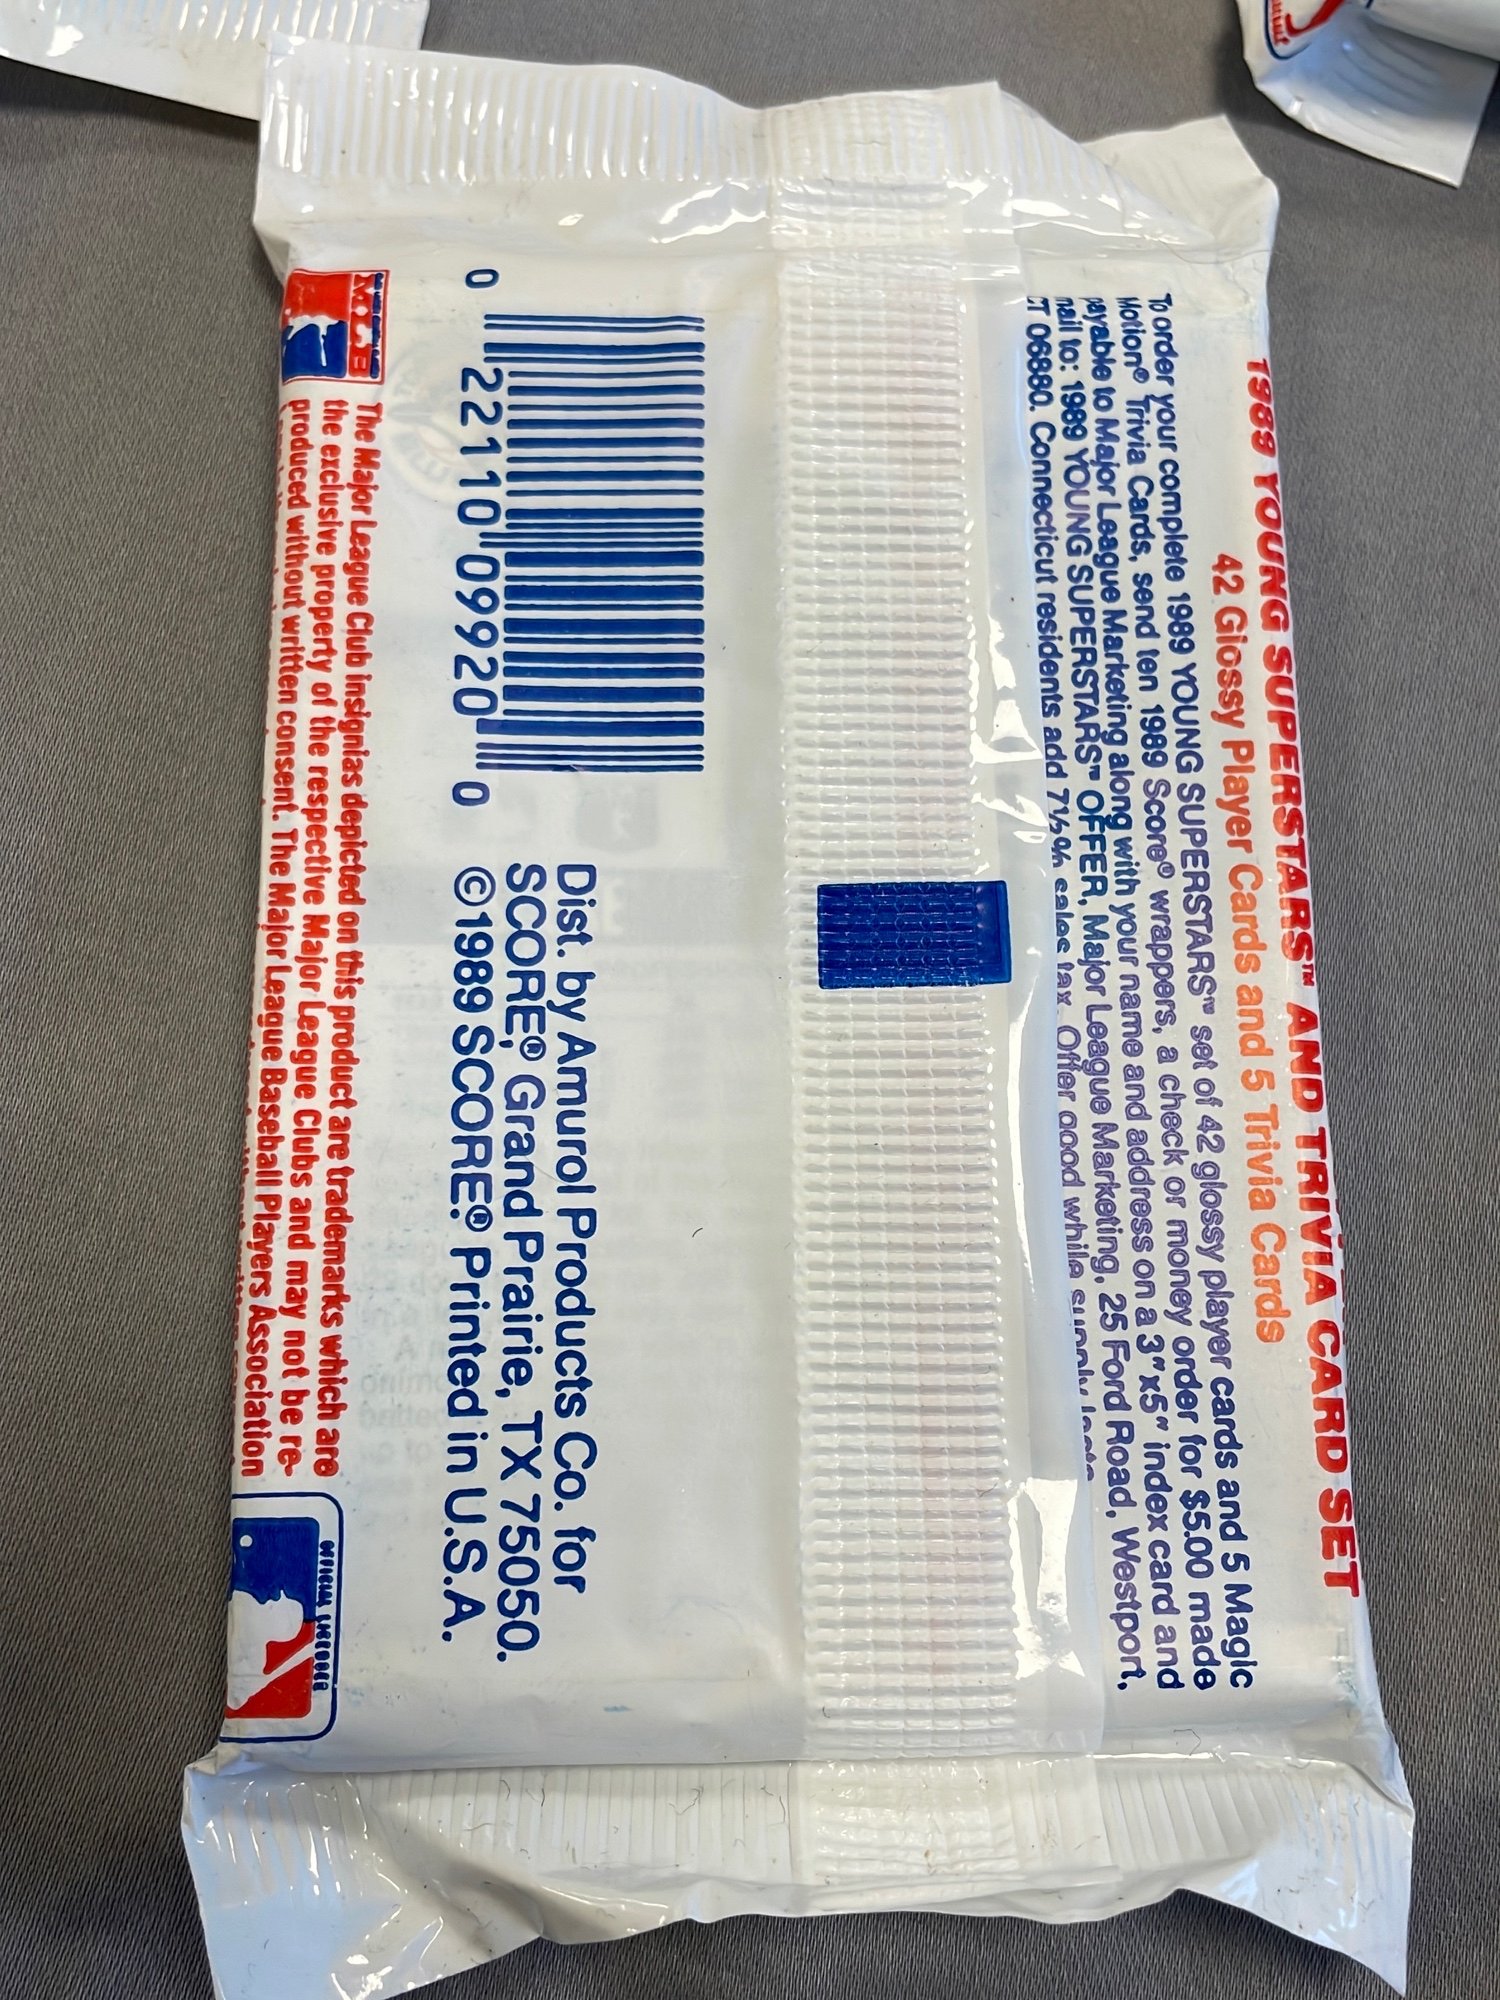 1989 YOUNG SUPERSTARS™ AND TRIVIA CARD SET
42 Glossy Player Cards and 5 Trivia Cards
To order your complete 1989 YOUNG SUPERSTARS™ set of 42 glossy player cards and 5 Magic
Motion® Trivia Cards, send ten 1989 Score® wrappers, a check or money order for $5.00 made
payable to Major League Marketing along with your name and address on a 3"x5" index card and
mail to: 1989 YOUNG SUPERSTARS™ OFFER, Major League Marketing, 25 Ford Road, Westport,
CT 06880. Connecticut residents add 7½% sales tax. Offer good while supply lasts
0 22110 09920 0
Dist. by Amurol Products Co. for
SCORE®, Grand Prairie, TX 75050.
©1989 SCORE®. Printed in U.S.A.
MLB
The Major League Club insignias depicted on this product are trademarks which are
the exclusive property of the respective Major League Clubs and may not be re-
produced without written consent. The Major League Baseball Players Association
OFFICIAL LICENSEE